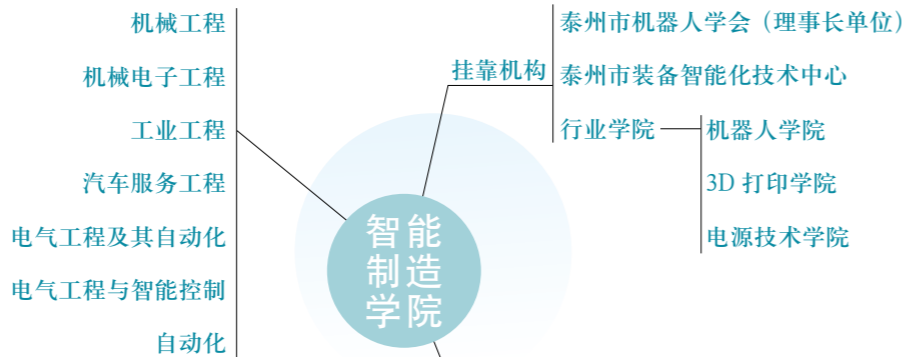 机械工程
机械电子工程
工业工程
汽车服务工程
电气工程及其自动化
电气工程与智能控制
自动化
智能
制造
学院
挂靠机构
泰州市机器人学会（理事长单位）
泰州市装备智能化技术中心
行业学院
机器人学院
3D 打印学院
电源技术学院